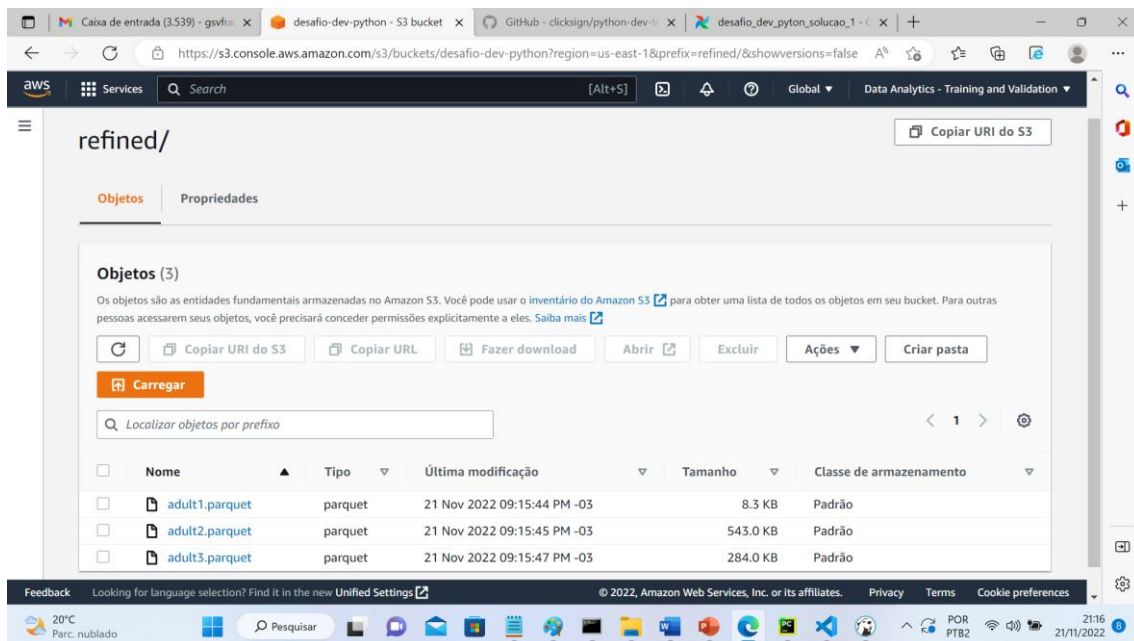 Caixa de entrada (3.539) - gsvfra
desafio-dev-python - S3 bucket
GitHub - clicksign/python-dev-t
desafio_dev_pyton_solucao_1 -
https://s3.console.aws.amazon.com/s3/buckets/desafio-dev-python?region=us-east-1&prefix=refined/&showversions=false
aws
Services
Search
[Alt+S]
Global
Data Analytics - Training and Validation
refined/
Copiar URI do S3
Objetos
Propriedades
Objetos (3)
Os objetos são as entidades fundamentais armazenadas no Amazon S3. Você pode usar o inventário do Amazon S3 para obter uma lista de todos os objetos em seu bucket. Para outras
pessoas acessarem seus objetos, você precisará conceder permissões explicitamente a eles. Saiba mais
Copiar URI do S3
Copiar URL
Fazer download
Abrir
Excluir
Ações
Criar pasta
Carregar
Localizar objetos por prefixo
1
Nome Tipo Última modificação Tamanho Classe de armazenamento
adult1.parquet parquet 21 Nov 2022 09:15:44 PM -03 8.3 KB Padrão
adult2.parquet parquet 21 Nov 2022 09:15:45 PM -03 543.0 KB Padrão
adult3.parquet parquet 21 Nov 2022 09:15:47 PM -03 284.0 KB Padrão
Feedback Looking for language selection? Find it in the new Unified Settings © 2022, Amazon Web Services, Inc. or its affiliates. Privacy Terms Cookie preferences
20°C
Parc. nublado
Pesquisar
POR
PTB2
21:16
21/11/2022
8